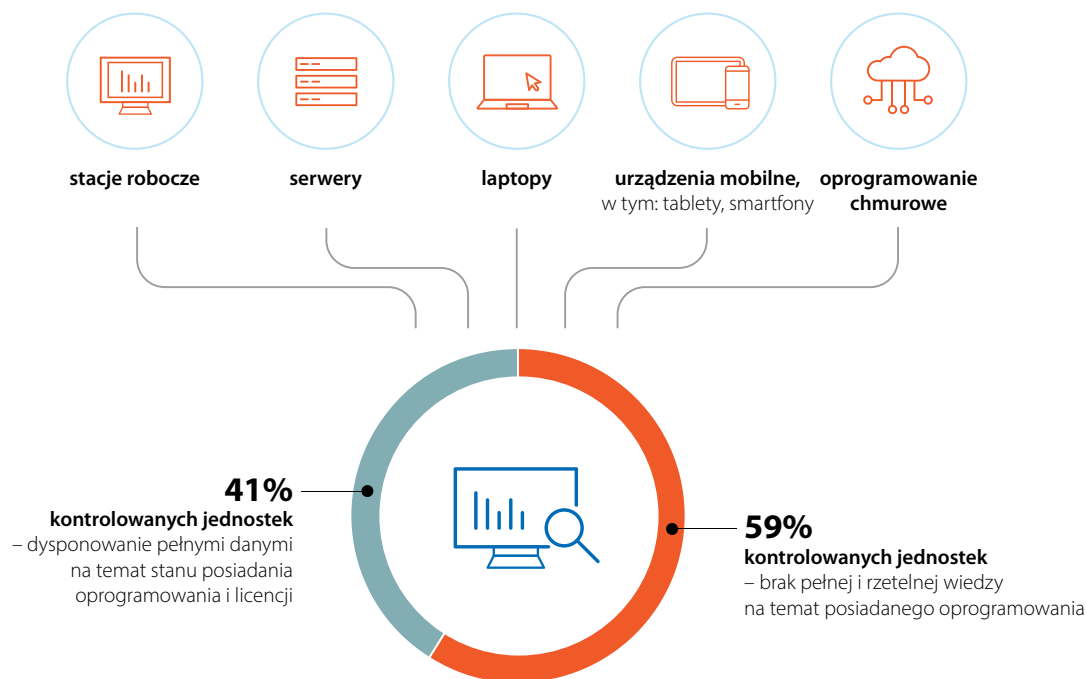 stacje robocze
serwery
laptopy
urządzenia mobilne,
w tym: tablety, smartfony
oprogramowanie
chmurowe
41%
kontrolowanych jednostek
– dysponowanie pełnymi danymi
na temat stanu posiadania
oprogramowania i licencji
59%
kontrolowanych jednostek
– brak pełnej i rzetelnej wiedzy
na temat posiadanego oprogramowania